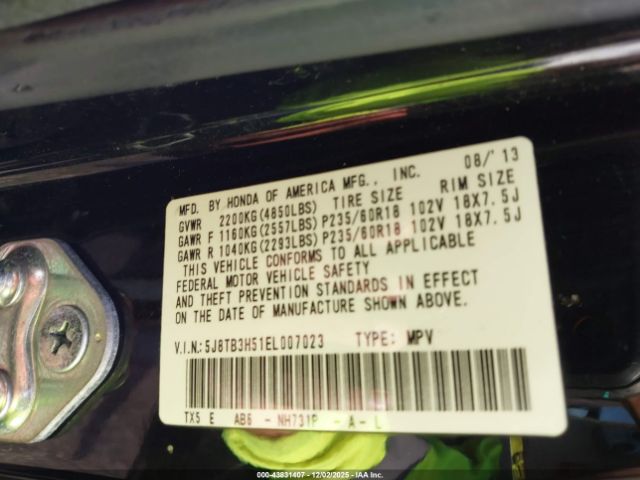 MFD. BY HONDA OF AMERICA MFG., INC. 08/'13
GVWR 2200KG(4850LBS) TIRE SIZE RIM SIZE
GAWR F 1160KG(2557LBS) P235/60R18 102V 18X7.5J
GAWR R 1040KG(2293LBS) P235/60R18 102V 18X7.5J
THIS VEHICLE CONFORMS TO ALL APPLICABLE
FEDERAL MOTOR VEHICLE SAFETY
AND THEFT PREVENTION STANDARDS IN EFFECT
ON THE DATE OF MANUFACTURE SHOWN ABOVE.
V.I.N.:5J8TB3H51EL007023 TYPE: MPV
TX5 E AB6 - NH731P - A - L
000-43831407 12/02/2025 Copyright © IAA, LLC